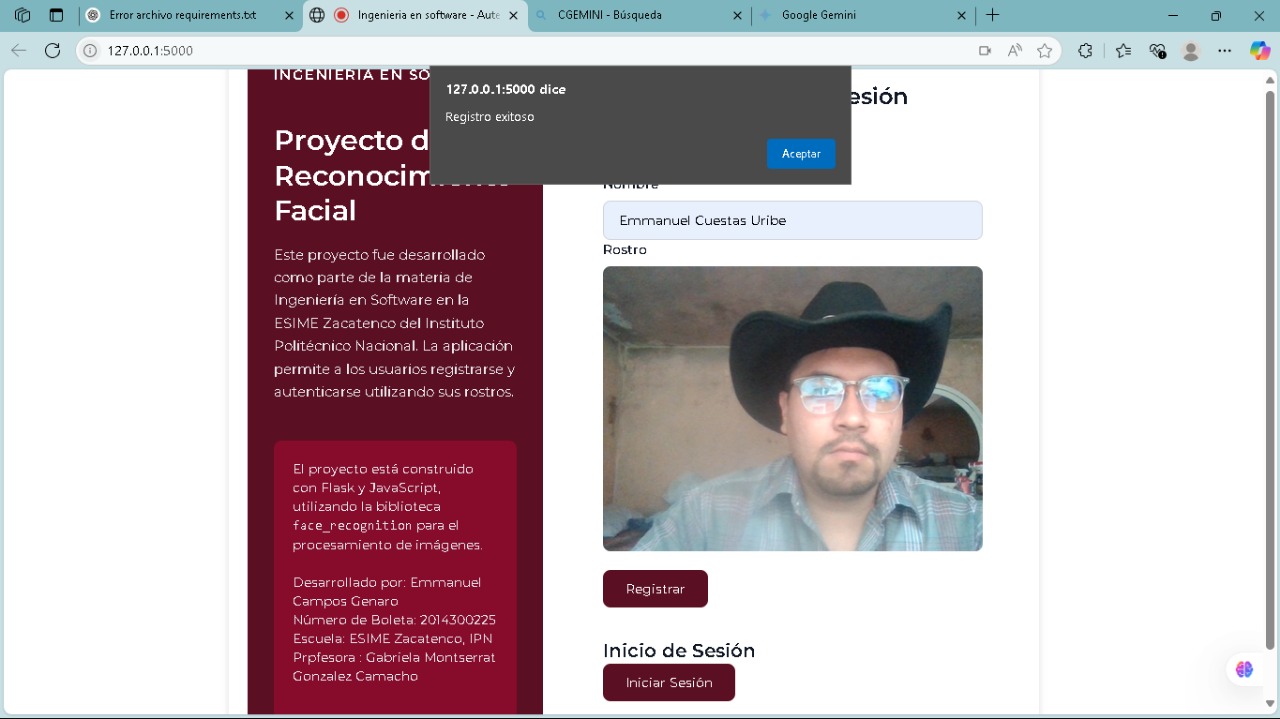 Error archivo requirements.txt
Ingeniería en software - Aute
CGEMINI - Búsqueda
Google Gemini
127.0.0.1:5000
127.0.0.1:5000 dice
Registro exitoso
Aceptar
INGENIERIA EN SO
esión
Proyecto d
Reconocimiento
Facial
Este proyecto fue desarrollado
como parte de la materia de
Ingeniería en Software en la
ESIME Zacatenco del Instituto
Politécnico Nacional. La aplicación
permite a los usuarios registrarse y
autenticarse utilizando sus rostros.
El proyecto está construido
con Flask y JavaScript,
utilizando la biblioteca
face_recognition para el
procesamiento de imágenes.
Desarrollado por: Emmanuel
Campos Genaro
Número de Boleta: 2014300225
Escuela: ESIME Zacatenco, IPN
Prpfesora : Gabriela Montserrat
Gonzalez Camacho
Nombre
Emmanuel Cuestas Uribe
Rostro
Registrar
Inicio de Sesión
Iniciar Sesión